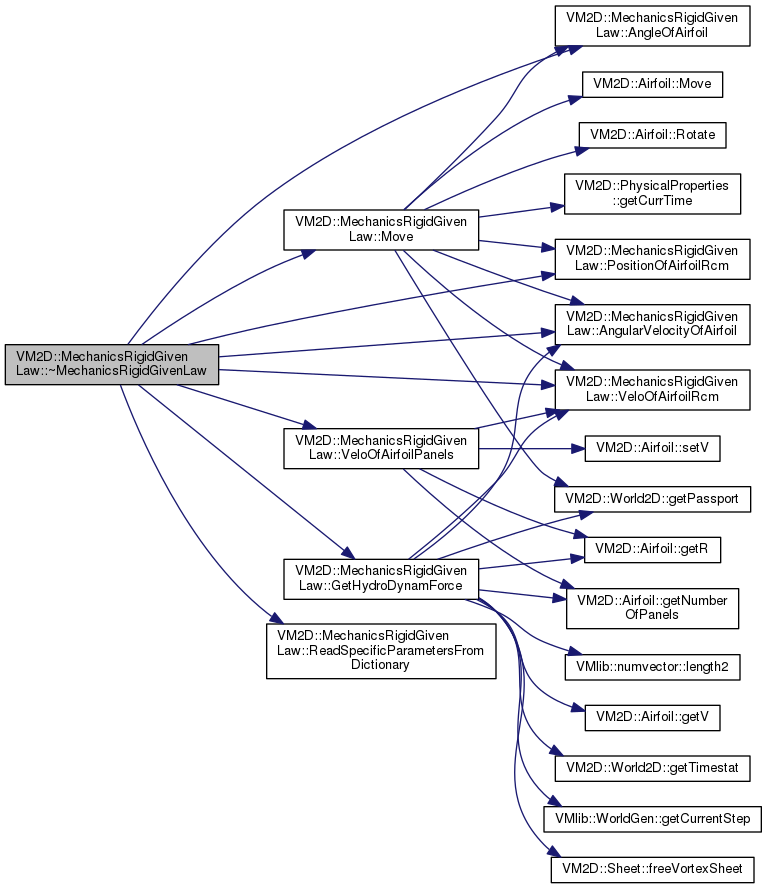 VM2D::MechanicsRigidGiven
Law::~MechanicsRigidGivenLaw
VM2D::MechanicsRigidGiven
Law::Move
VM2D::MechanicsRigidGiven
Law::VeloOfAirfoilPanels
VM2D::MechanicsRigidGiven
Law::GetHydroDynamForce
VM2D::MechanicsRigidGiven
Law::ReadSpecificParametersFrom
Dictionary
VM2D::MechanicsRigidGiven
Law::AngleOfAirfoil
VM2D::Airfoil::Move
VM2D::Airfoil::Rotate
VM2D::PhysicalProperties
::getCurrTime
VM2D::MechanicsRigidGiven
Law::PositionOfAirfoilRcm
VM2D::MechanicsRigidGiven
Law::AngularVelocityOfAirfoil
VM2D::MechanicsRigidGiven
Law::VeloOfAirfoilRcm
VM2D::Airfoil::setV
VM2D::World2D::getPassport
VM2D::Airfoil::getR
VM2D::Airfoil::getNumber
OfPanels
VMlib::numvector::length2
VM2D::Airfoil::getV
VM2D::World2D::getTimestat
VMlib::WorldGen::getCurrentStep
VM2D::Sheet::freeVortexSheet